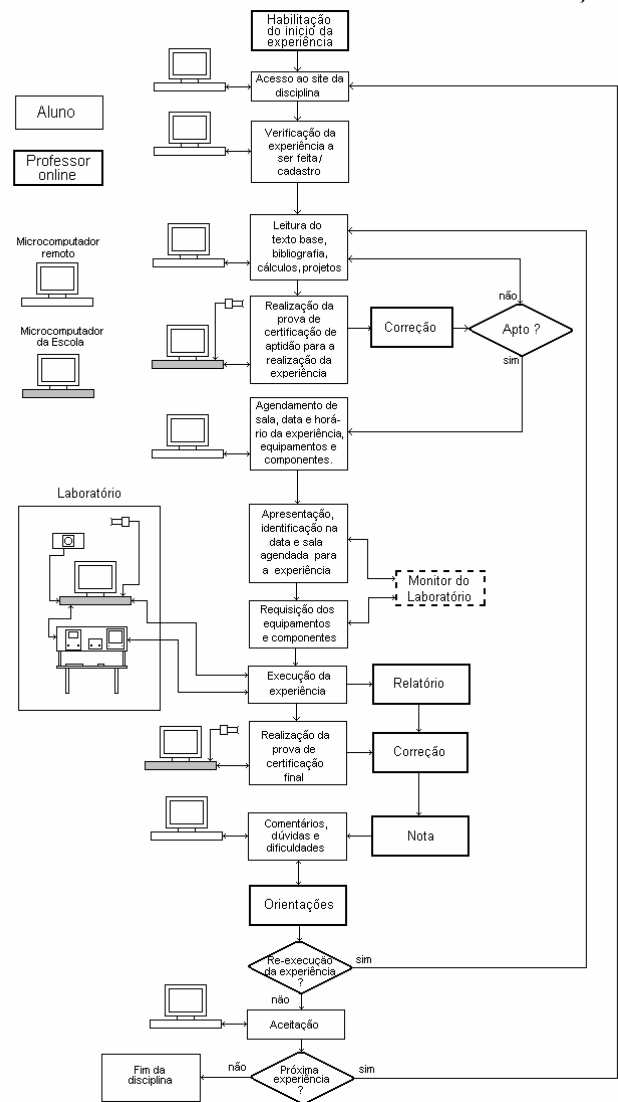 Habilitação
do inicio da
experiência
Acesso ao site da
disciplina
Aluno
Verificação da
experiência a
ser feita/
cadastro
Professor
online
Leitura do
texto base,
bibliografia,
cálculos, projetos
Microcomputador
remoto
não
Realização da
prova de
certificação de
aptidão para a
realização da
experiência
Correção
Apto ?
Microcomputador
da Escola
sim
Agendamento de
sala, data e horá-
rio da experiência,
equipamentos e
componentes.
Laboratório
Apresentação,
identificação na
data e sala
agendada para
a experiência
Monitor do
Laboratório
Requisição dos
equipamentos
e componentes
Execução da
experiência
Relatório
Realização da
prova de
certificação
final
Correção
Comentários,
dúvidas e
dificuldades
Nota
Orientações
Re-execução
da experiência
?
sim
não
Aceitação
Fim da
disciplina
não
Próxima
experiência
?
sim